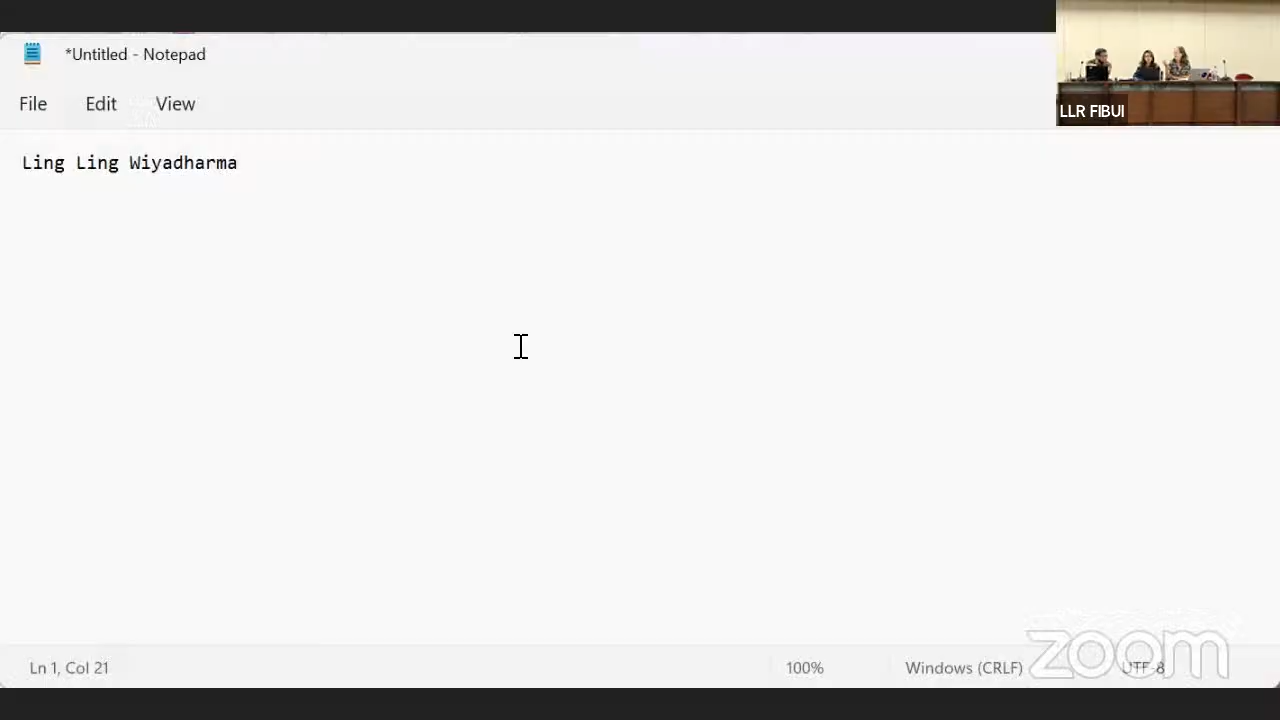 *Untitled - Notepad
File Edit View
LLR FIBUI
Ling Ling Wiyadharma
Ln 1, Col 21 100% Windows (CRLF) UTF-8
zoom